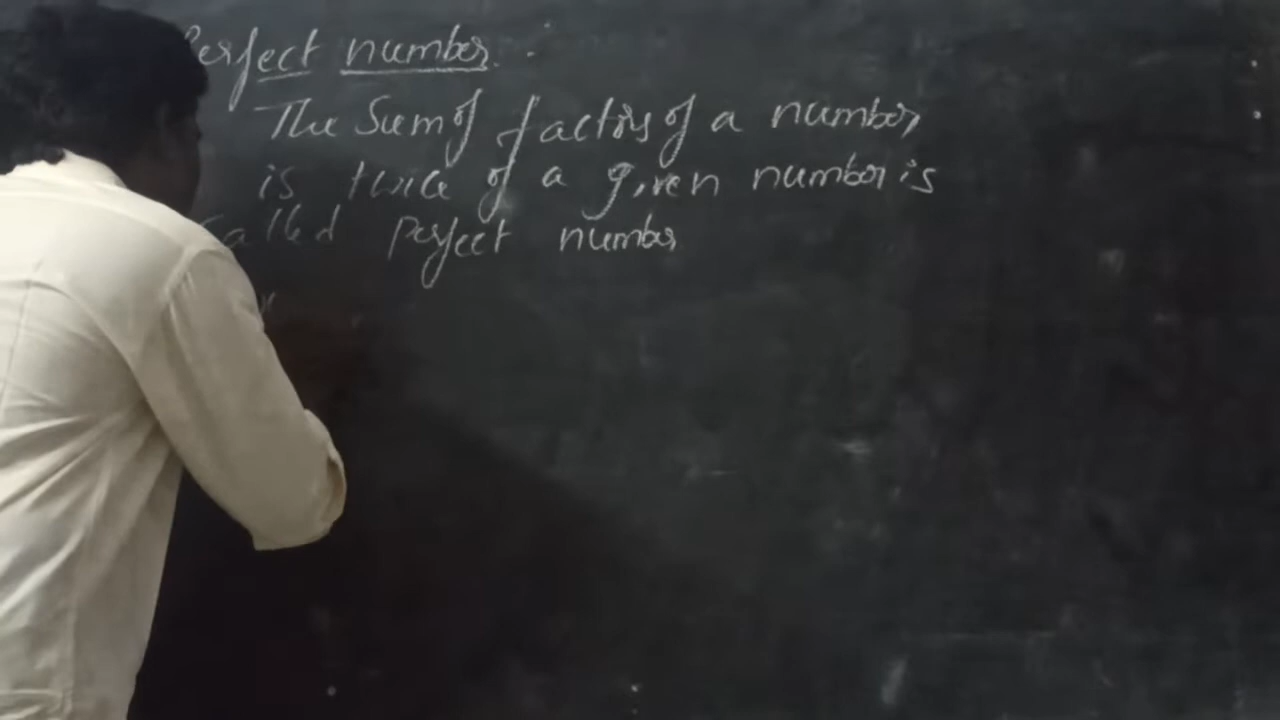 Perfect number :
The Sum of factors of a number
is twice of a given number is
Called perfect number